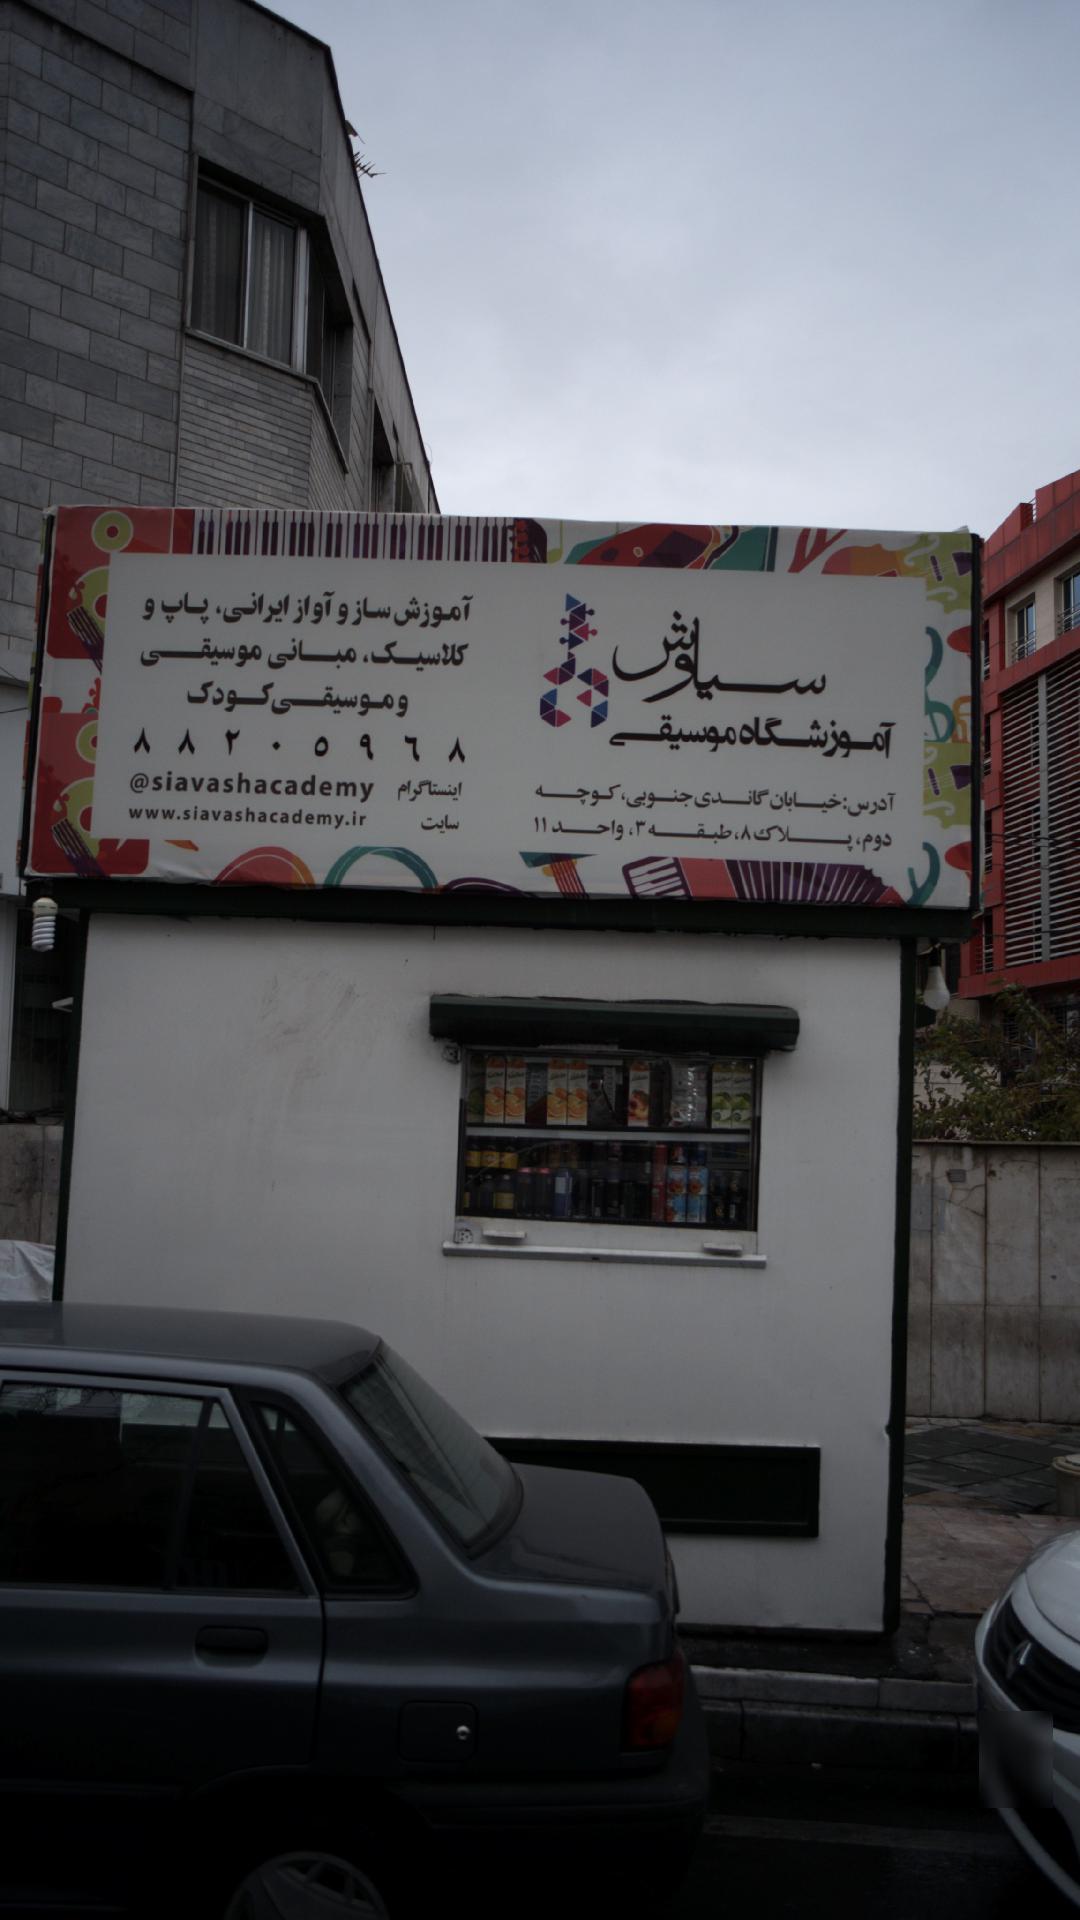 سیاوش
آموزشگاه موسیقی
آدرس: خیابان گاندی جنوبی، کوچه
دوم، پلاک ۸، طبقه ۳، واحد ۱۱
آموزش ساز و آواز ایرانی، پاپ و
کلاسیک، مبانی موسیقی
و موسیقی کودک
۸۸۲۰۵۹۶۸
اینستاگرام @siavashacademy
سایت www.siavashacademy.ir